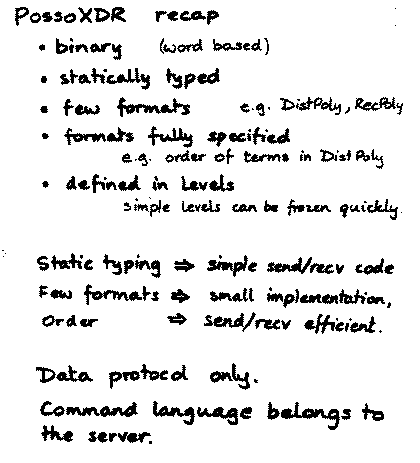 PossoXDR recap
• binary (word based)
• statically typed
• few formats e.g. DistPoly, RecPoly
• formats fully specified
e.g. order of terms in DistPoly
• defined in levels
simple levels can be frozen quickly.
Static typing ⇒ simple send/recv code
Few formats ⇒ small implementation,
Order ⇒ send/recv efficient.
Data protocol only.
Command language belongs to
the server.